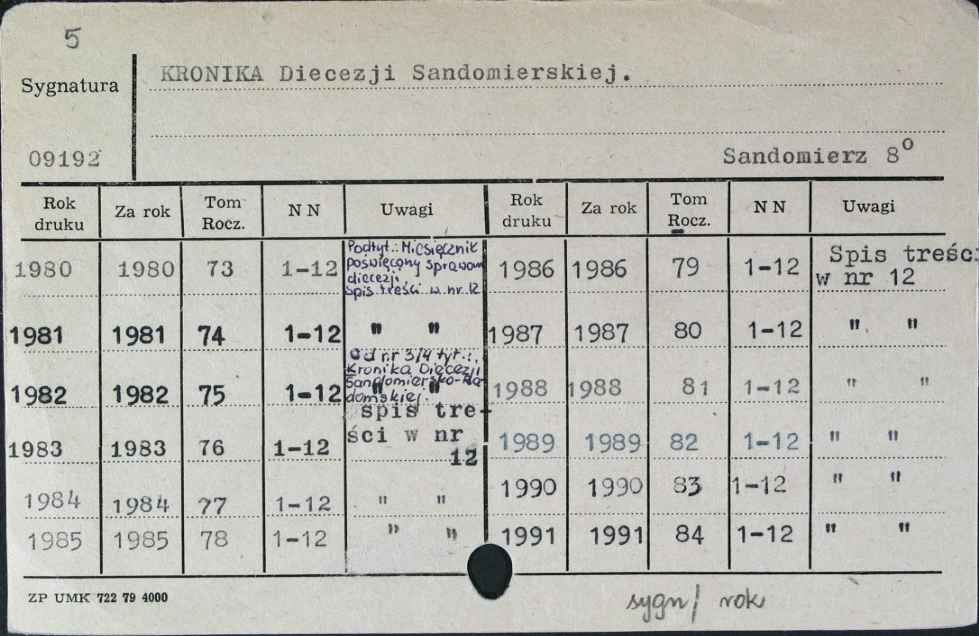 5
Sygnatura
KRONIKA Diecezji Sandomierskiej.
09192
Sandomierz 8°
Rok druku Za rok Tom Rocz. N N Uwagi Rok druku Za rok Tom Rocz. N N Uwagi
1980 1980 73 1-12 Podtyt.: Miesięcznik
poświęcony sprawom
diecezji.
Spis treści w nr 12
1986 1986 79 1-12 Spis treśc
w nr 12
1981 1981 74 1-12 " "
1987 1987 80 1-12 " "
1982 1982 75 1-12 Od nr 3/4 tyt.:
Kronika Diecezji
Sandomiersko-Ra
domskiej.
" "
1988 1988 81 1-12 " "
1983 1983 76 1-12 spis tre-
ści w nr
12
1989 1989 82 1-12 " "
1984 1984 77 1-12 " "
1990 1990 83 1-12 " "
1985 1985 78 1-12 " "
1991 1991 84 1-12 " "
ZP UMK 722 79 4000
sygn/ rok